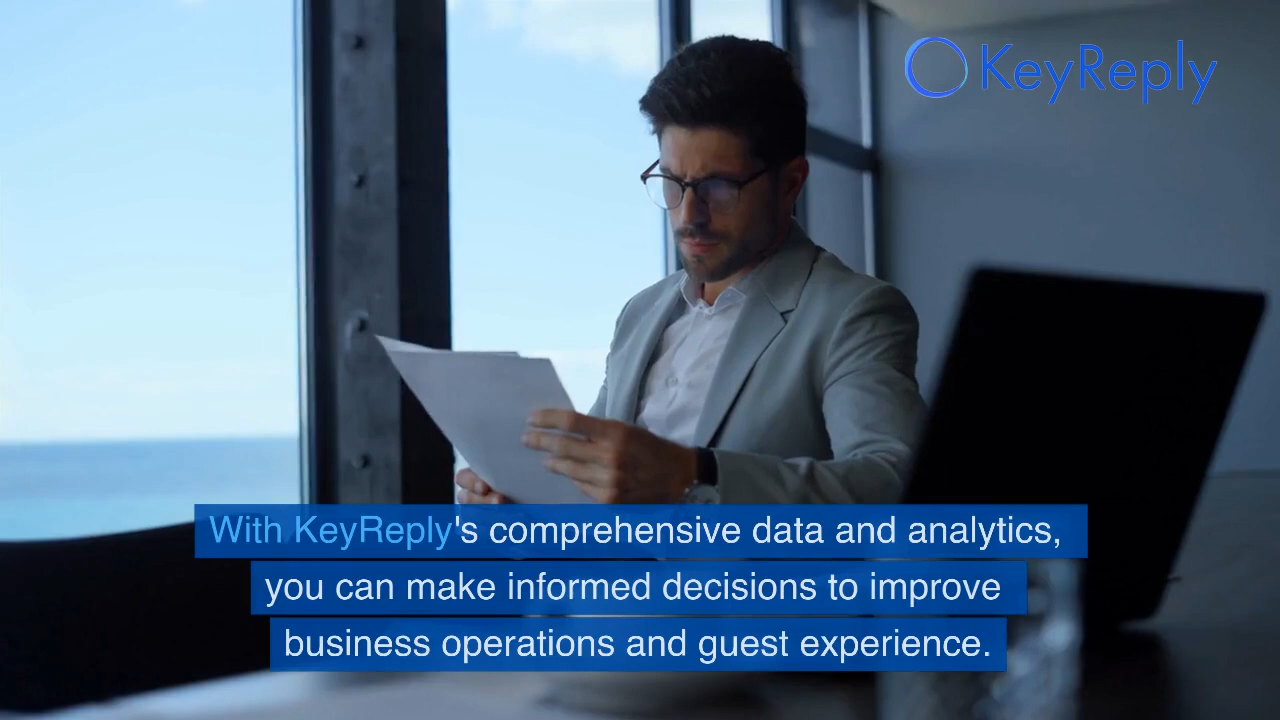 KeyReply
With KeyReply's comprehensive data and analytics,
you can make informed decisions to improve
business operations and guest experience.